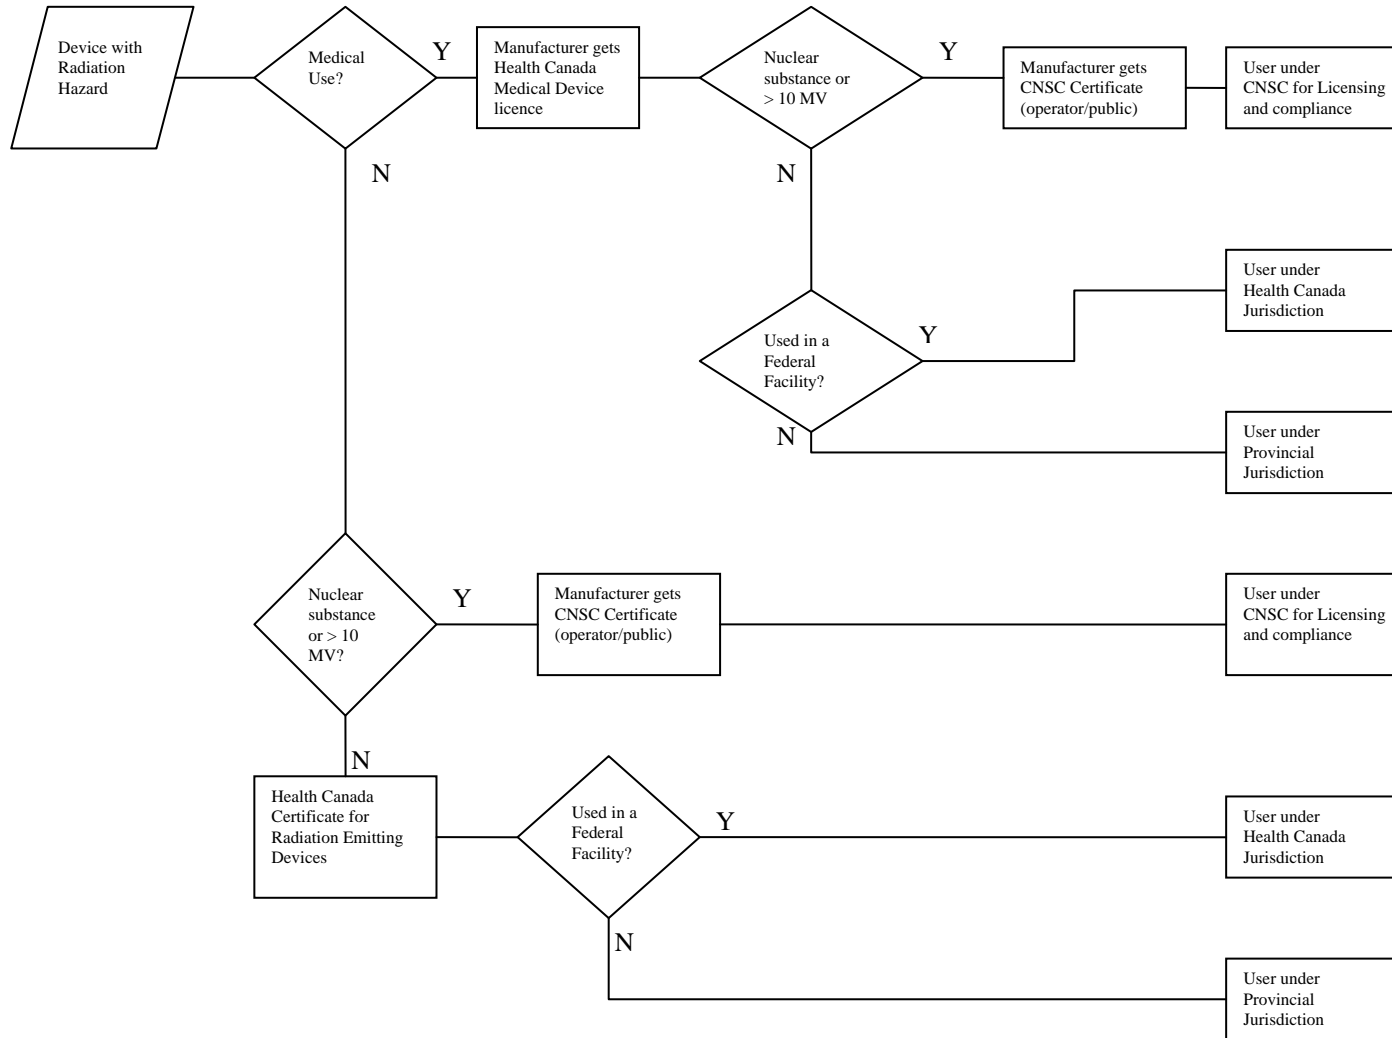 Device with
Radiation
Hazard
Medical
Use?
Y
N
Manufacturer gets
Health Canada
Medical Device
licence
Nuclear
substance or
> 10 MV
Y
N
Manufacturer gets
CNSC Certificate
(operator/public)
User under
CNSC for Licensing
and compliance
Used in a
Federal
Facility?
Y
N
User under
Health Canada
Jurisdiction
User under
Provincial
Jurisdiction
Nuclear
substance
or > 10
MV?
Y
N
Manufacturer gets
CNSC Certificate
(operator/public)
User under
CNSC for Licensing
and compliance
Health Canada
Certificate for
Radiation Emitting
Devices
Used in a
Federal
Facility?
Y
N
User under
Health Canada
Jurisdiction
User under
Provincial
Jurisdiction